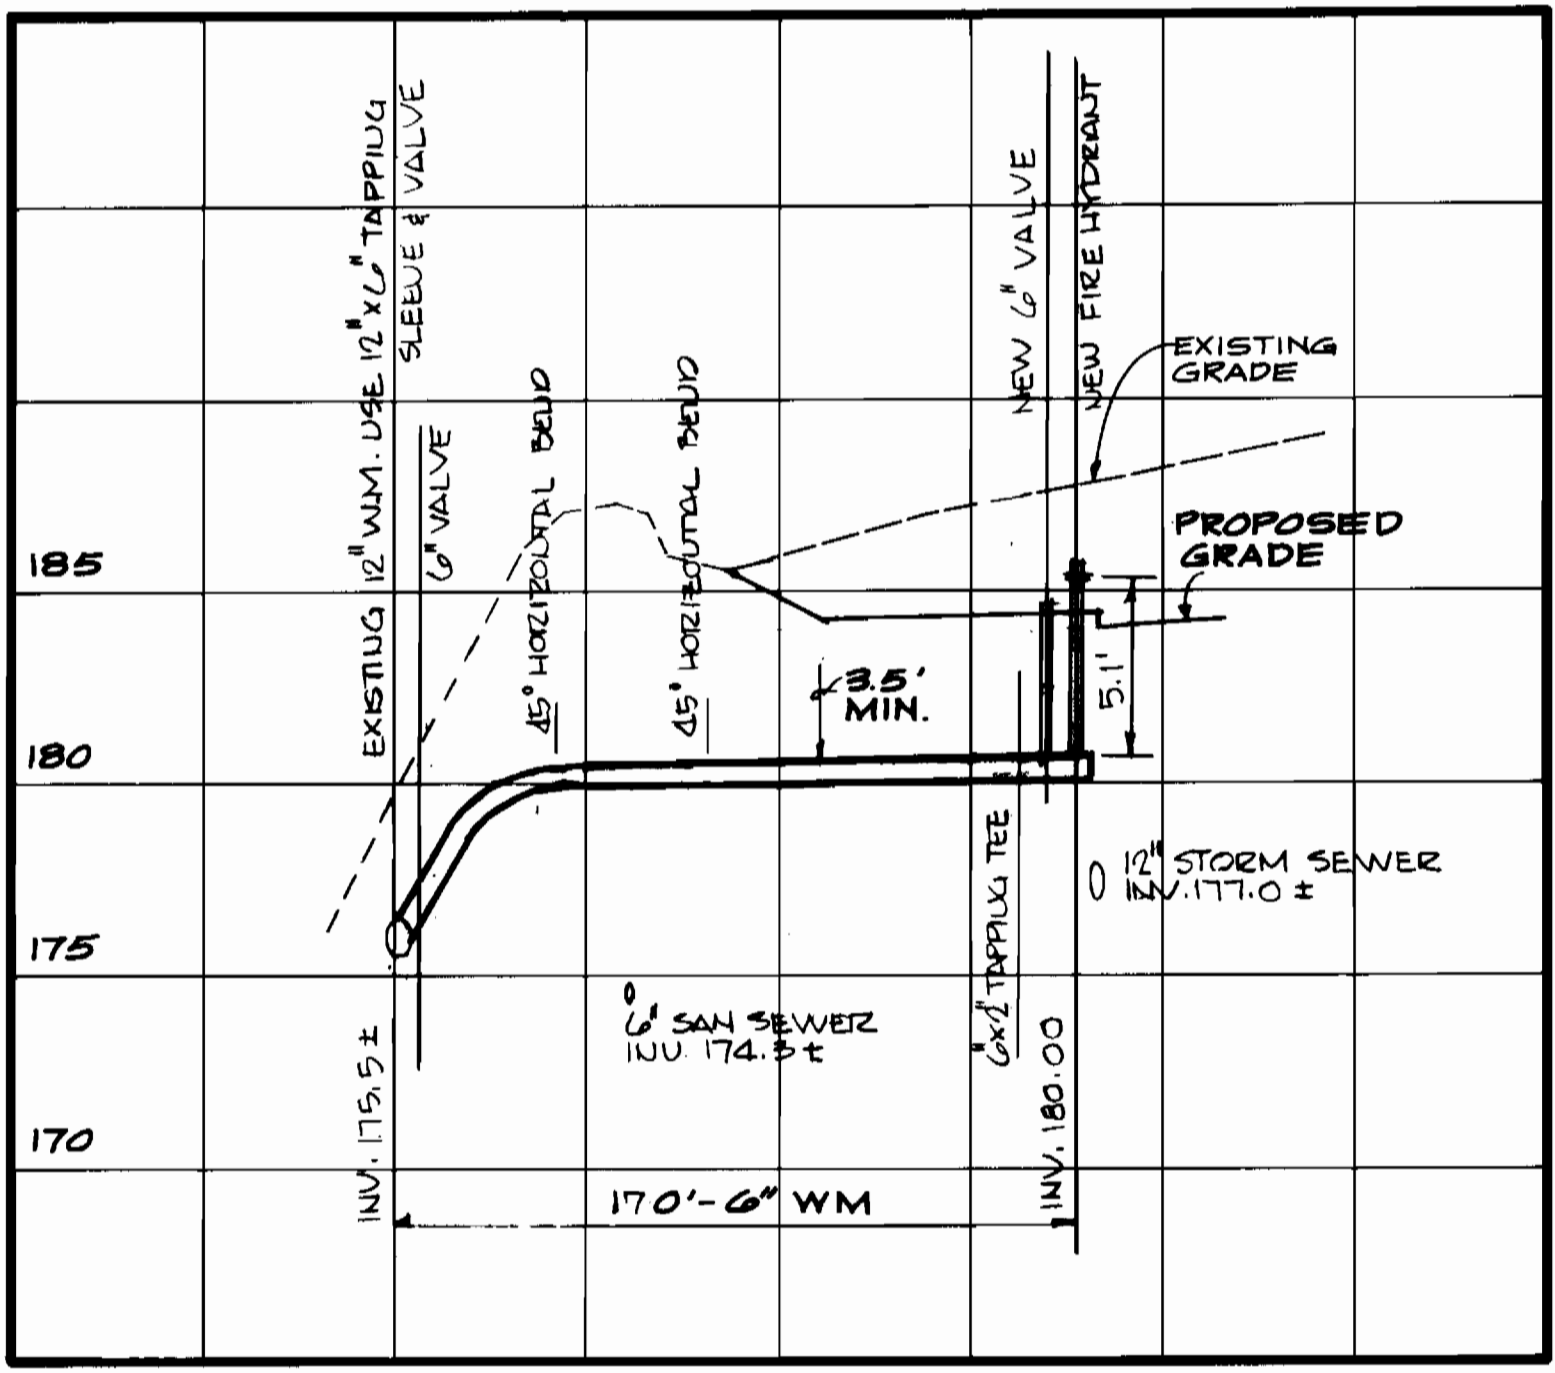 EXISTING 12" W.M. USE 12" X 6" TAPPING
SLEEVE & VALVE
6" VALVE
45° HORIZONTAL BEND
45° HORIZONTAL BEND
NEW 6" VALVE
NEW FIRE HYDRANT
EXISTING
GRADE
PROPOSED
GRADE
185
3.5'
MIN.
5.1'
180
6"x2" TAPPING TEE
12" STORM SEWER
INV. 177.0 ±
175
6" SAN SEWER
INV. 174.3 ±
INV. 175.5 ±
INV. 180.00
170
170'- 6" WM